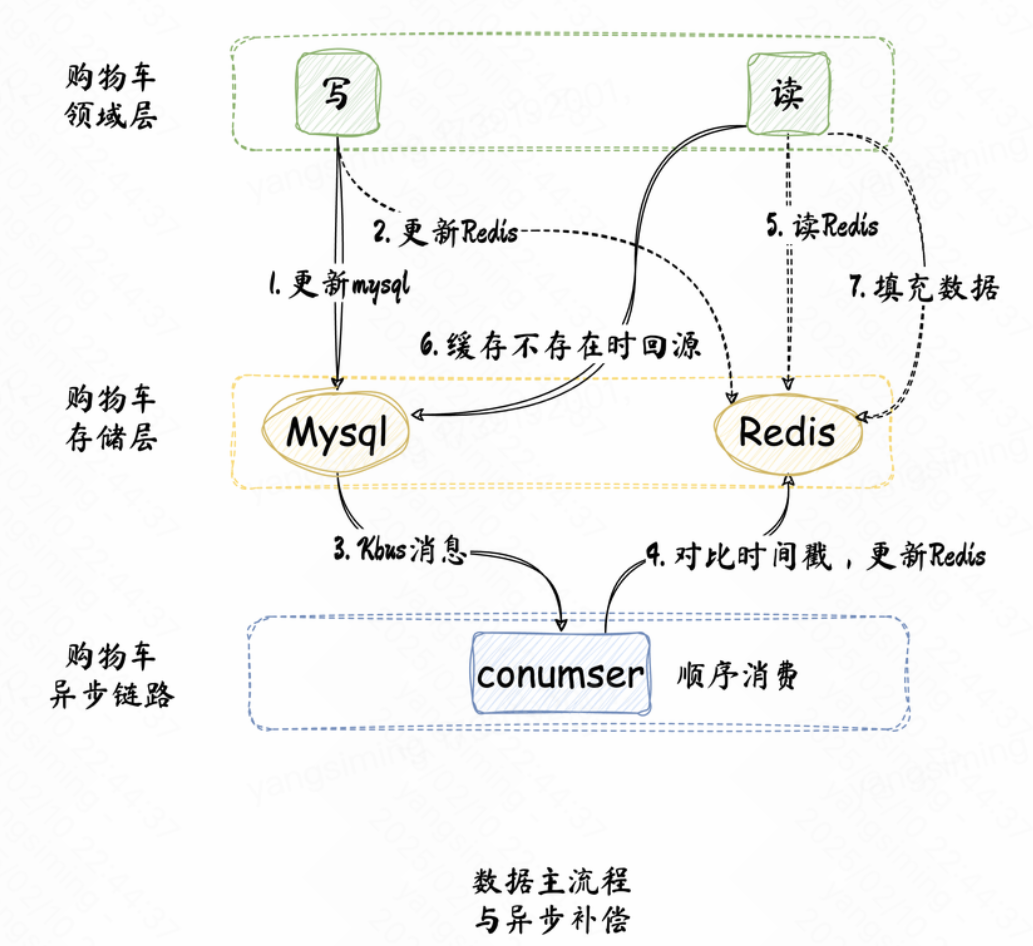 购物车
领域层
写
读
2. 更新Redis
5. 读Redis
1. 更新mysql
7. 填充数据
6. 缓存不存在时回源
购物车
存储层
Mysql
Redis
3. Kbus消息
4. 对比时间戳，更新Redis
购物车
异步链路
conumser
顺序消费
数据主流程
与异步补偿